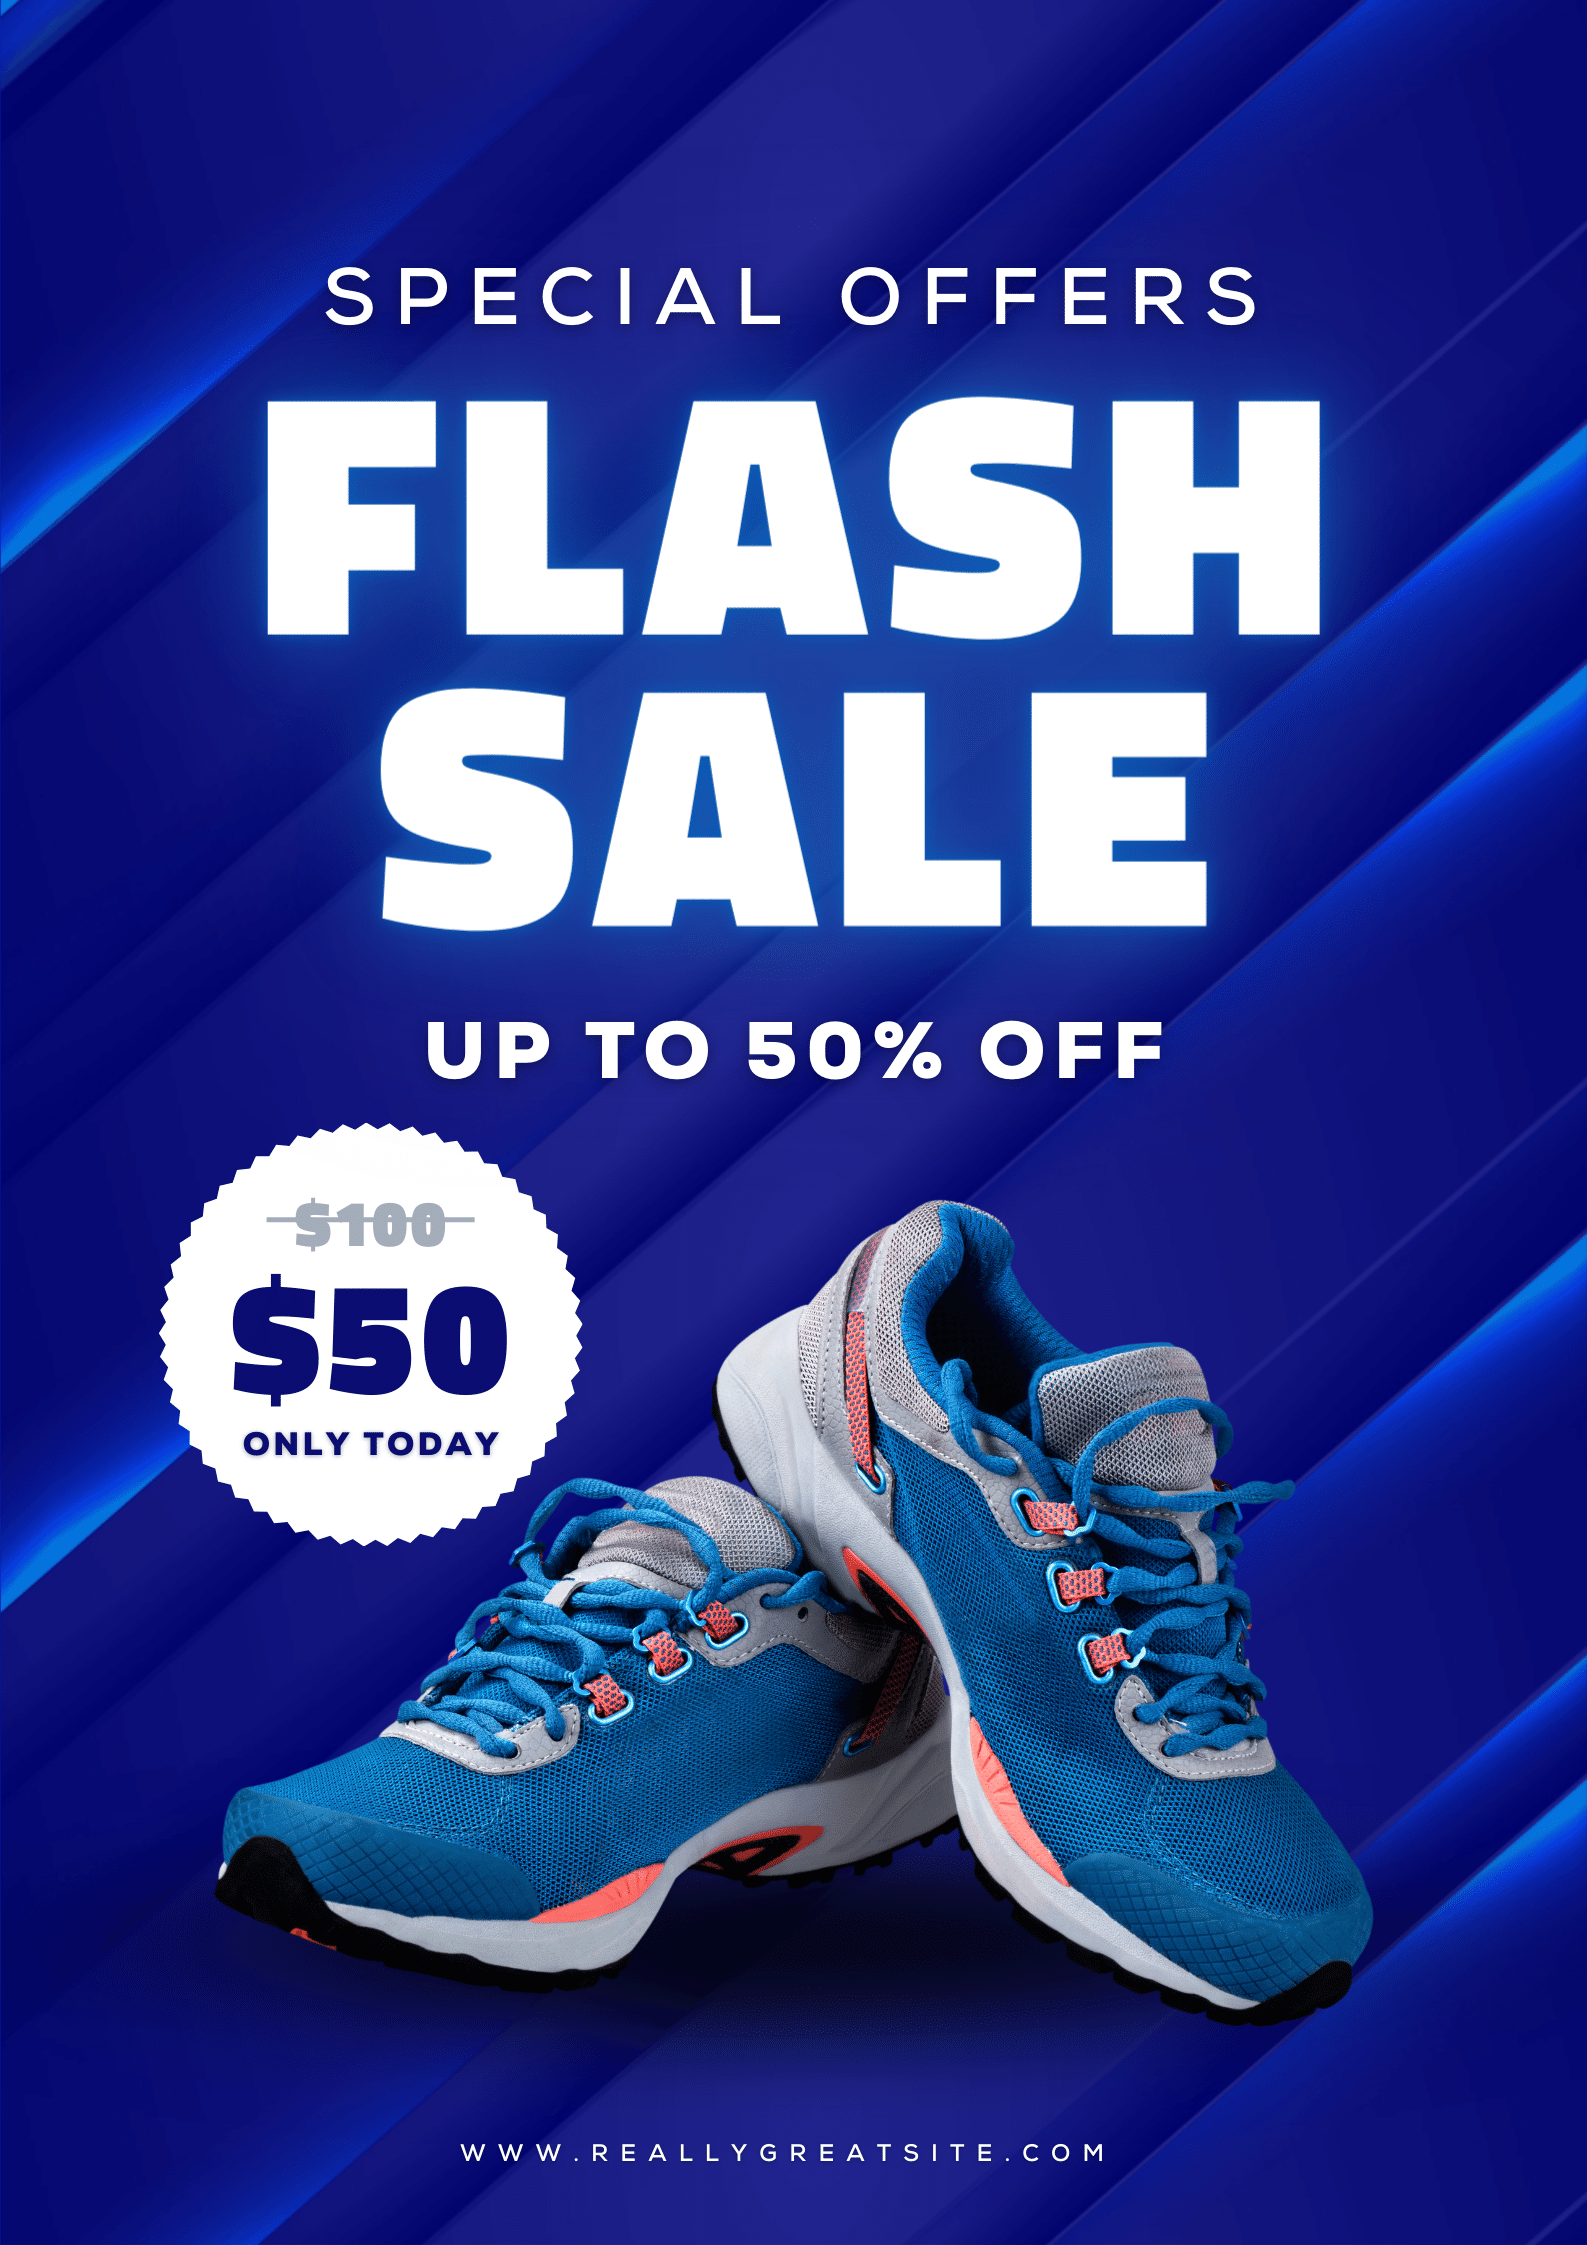 SPECIAL OFFERS
FLASH
SALE
UP TO 50% OFF
$100
$50
ONLY TODAY
WWW.REALLYGREATSITE.COM